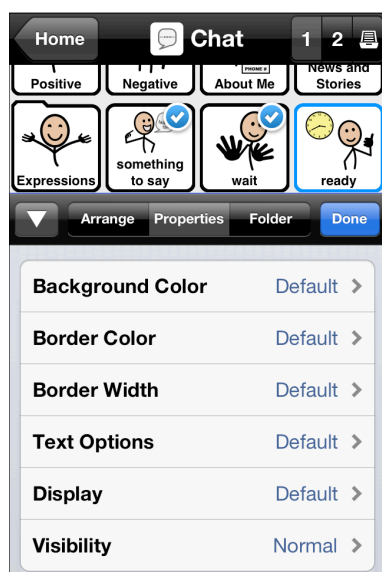 Home
Chat
1
2
PHONE #
News and
Positive
Negative
About Me
Stories
Expressions
something
to say
wait
ready
Arrange
Properties
Folder
Done
Background Color
Default
Border Color
Default
Border Width
Default
Text Options
Default
Display
Default
Visibility
Normal